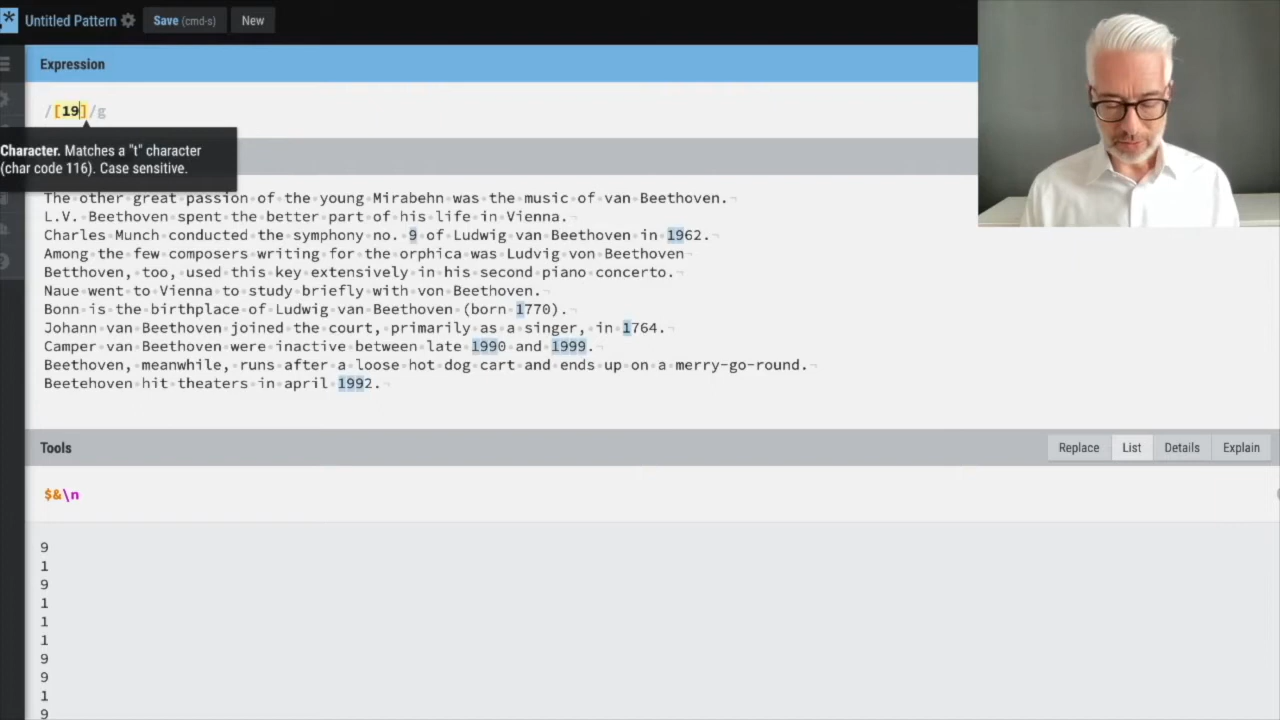 .* Untitled Pattern Save (cmd-s) New
Expression
/[19]/g
Character. Matches a "t" character
(char code 116). Case sensitive.
The other great passion of the young Mirabehn was the music of van Beethoven.
L.V. Beethoven spent the better part of his life in Vienna.
Charles Munch conducted the symphony no. 9 of Ludwig van Beethoven in 1962.
Among the few composers writing for the orphica was Ludvig von Beethoven
Betthoven, too, used this key extensively in his second piano concerto.
Naue went to Vienna to study briefly with von Beethoven.
Bonn is the birthplace of Ludwig van Beethoven (born 1770).
Johann van Beethoven joined the court, primarily as a singer, in 1764.
Camper van Beethoven were inactive between late 1990 and 1999.
Beethoven, meanwhile, runs after a loose hot dog cart and ends up on a merry-go-round.
Beetehoven hit theaters in april 1992.
Tools Replace List Details Explain
$&\n
9
1
9
1
1
1
9
9
1
9